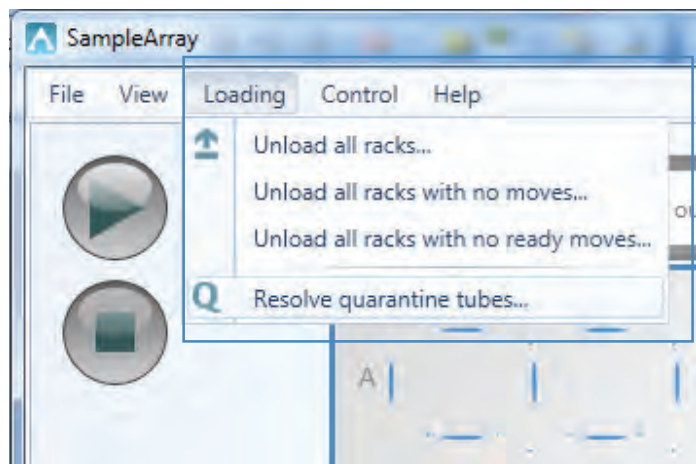 SampleArray
File View Loading Control Help
Unload all racks...
Unload all racks with no moves...
Unload all racks with no ready moves...
Q Resolve quarantine tubes...
A